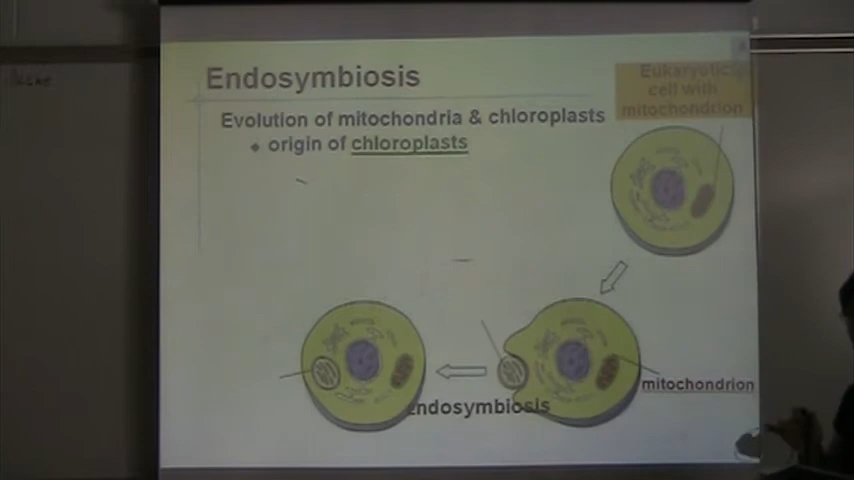 Endosymbiosis
Eukaryotic
cell with
mitochondrion
Evolution of mitochondria & chloroplasts
origin of chloroplasts
mitochondrion
Endosymbiosis